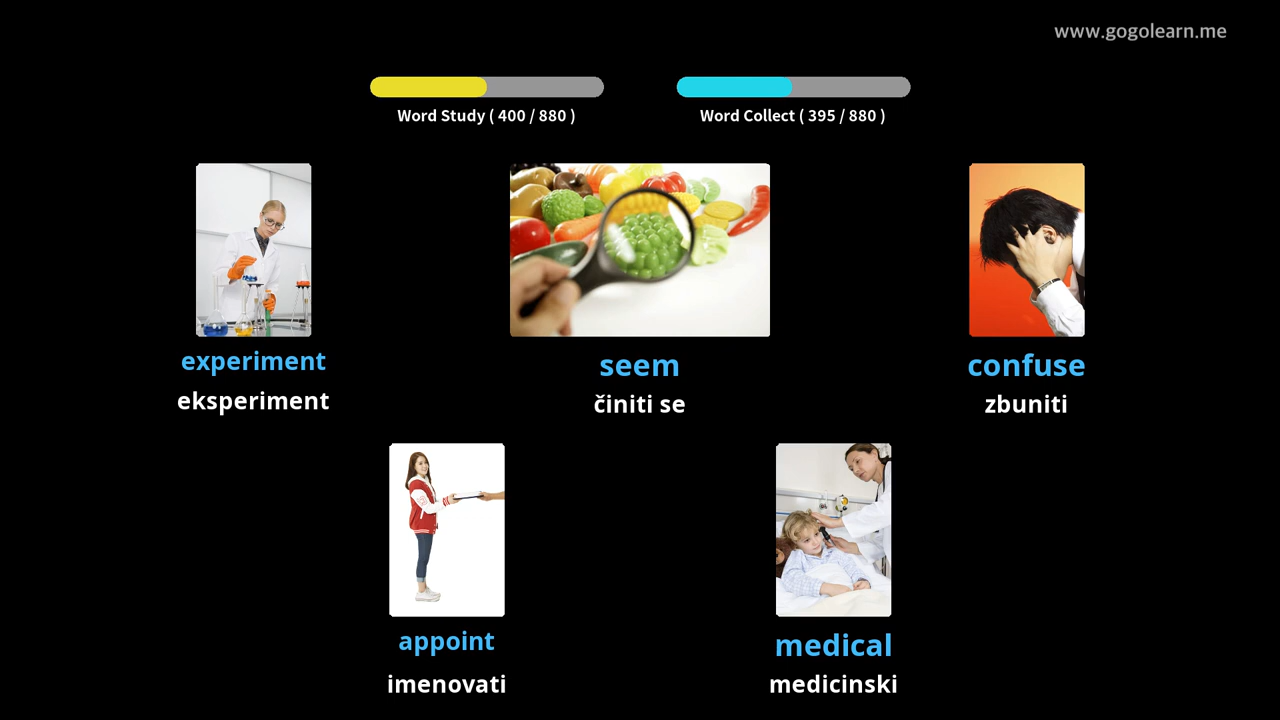 www.gogolearn.me
Word Study ( 400 / 880 )
Word Collect ( 395 / 880 )
experiment
eksperiment
seem
činiti se
confuse
zbuniti
appoint
imenovati
medical
medicinski